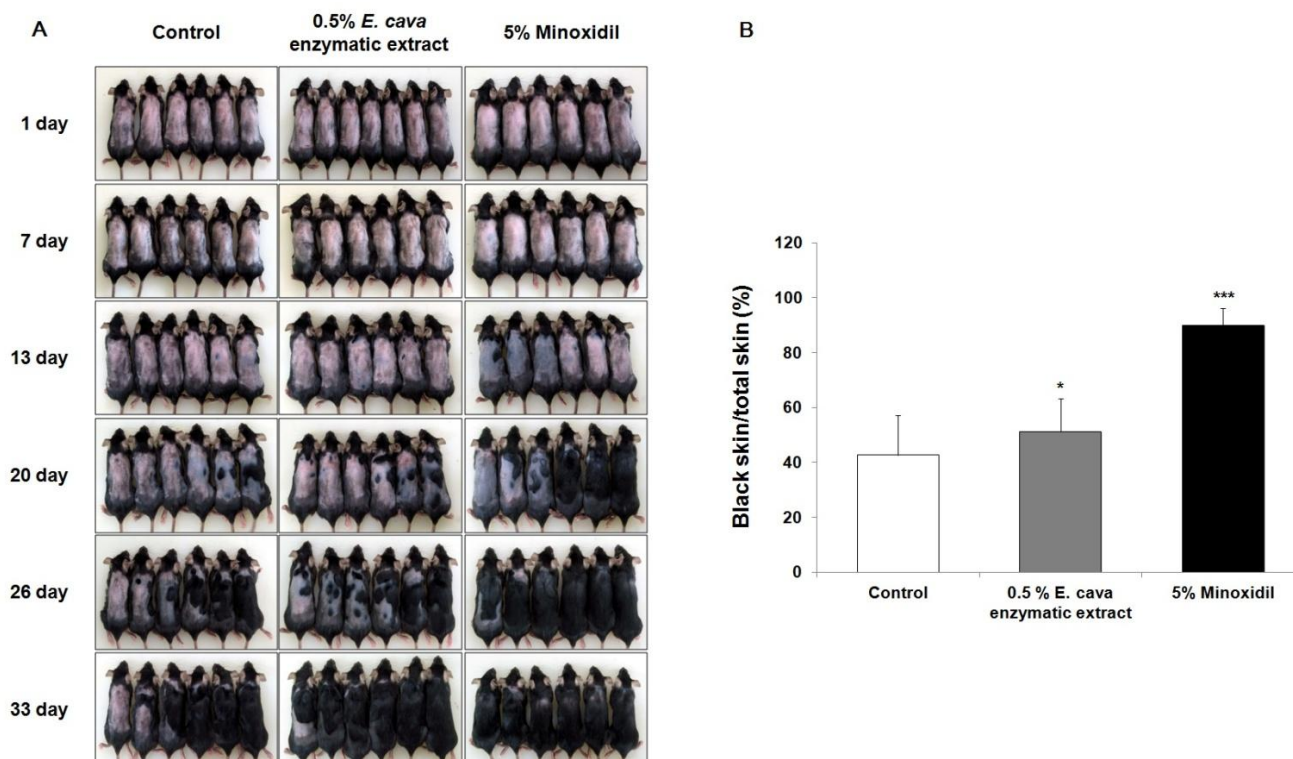 A
Control
0.5% E. cava
enzymatic extract
5% Minoxidil
1 day
7 day
13 day
20 day
26 day
33 day
B
Black skin/total skin (%)
120
100
80
60
40
20
0
*
***
Control
0.5 % E. cava
enzymatic extract
5% Minoxidil